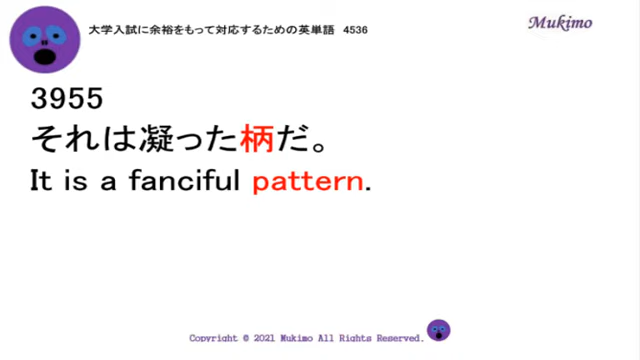 大学入試に余裕をもって対応するための英単語 4536
Mukimo
3955
それは凝った柄だ。
It is a fanciful pattern.
Copyright © 2021 Mukimo All Rights Reserved.